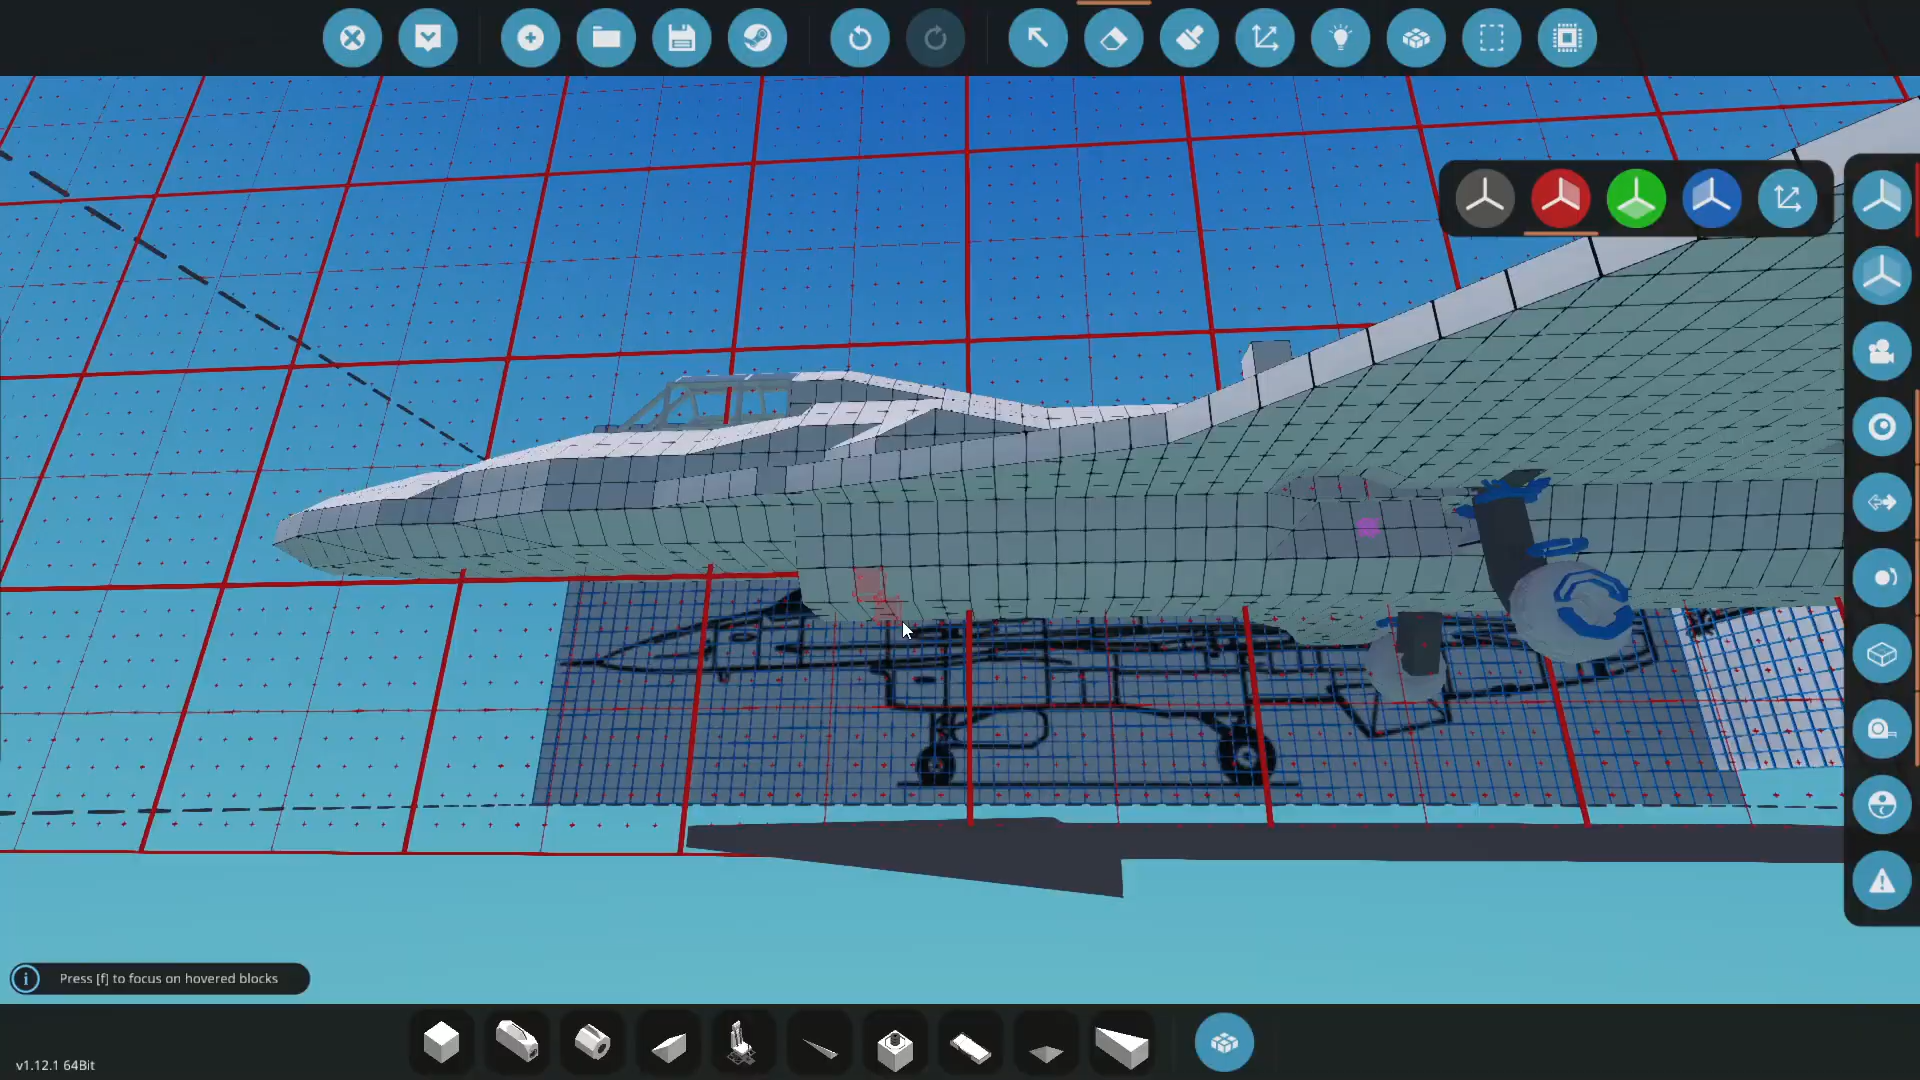 Press [f] to focus on hovered blocks
v1.12.1 64Bit